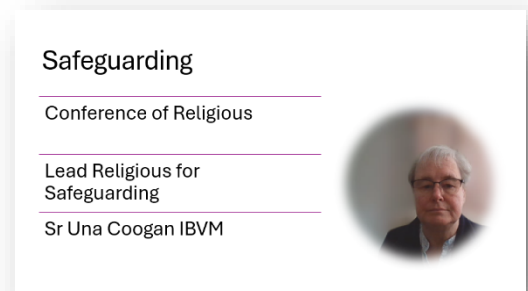 Safeguarding
Conference of Religious
Lead Religious for
Safeguarding
Sr Una Coogan IBVM